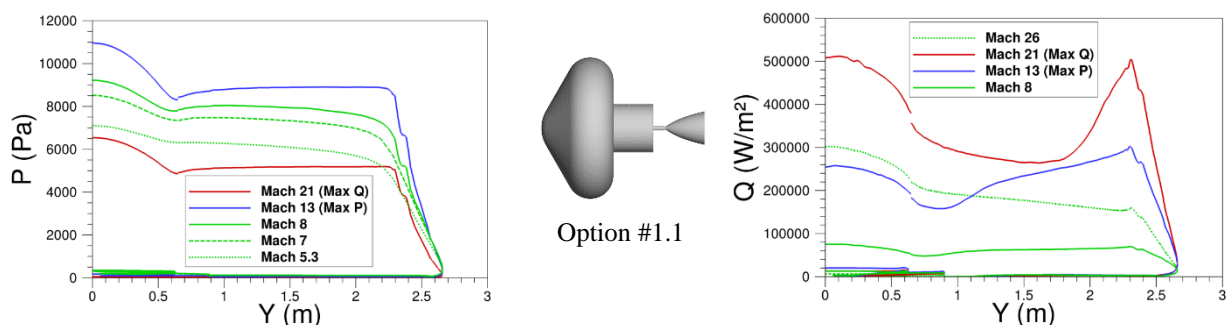 12000
10000
8000
6000
4000
2000
0
P (Pa)
Mach 21 (Max Q)
Mach 13 (Max P)
Mach 8
Mach 7
Mach 5.3
0 0.5 1 1.5 2 2.5 3
Y (m)
Option #1.1
600000
500000
400000
300000
200000
100000
0
Q (W/m²)
Mach 26
Mach 21 (Max Q)
Mach 13 (Max P)
Mach 8
0 0.5 1 1.5 2 2.5 3
Y (m)